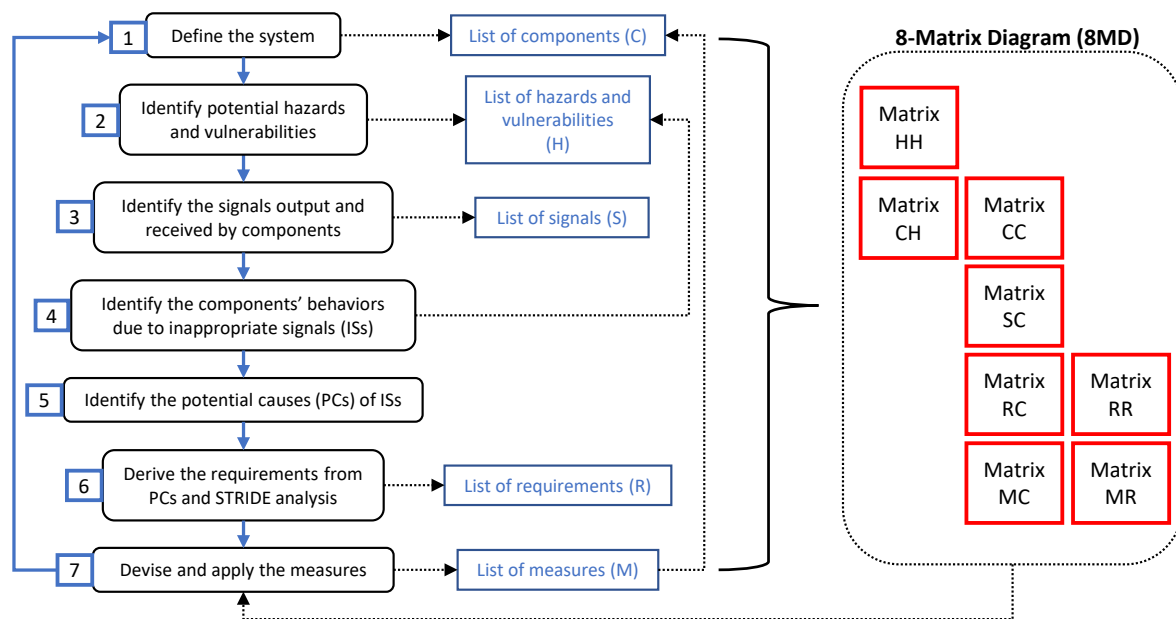 1
Define the system
List of components (C)
2
Identify potential hazards
and vulnerabilities
List of hazards and
vulnerabilities
(H)
3
Identify the signals output and
received by components
List of signals (S)
4
Identify the components’ behaviors
due to inappropriate signals (ISs)
5
Identify the potential causes (PCs) of ISs
6
Derive the requirements from
PCs and STRIDE analysis
List of requirements (R)
7
Devise and apply the measures
List of measures (M)
8-Matrix Diagram (8MD)
Matrix
HH
Matrix
CH
Matrix
CC
Matrix
SC
Matrix
RC
Matrix
RR
Matrix
MC
Matrix
MR